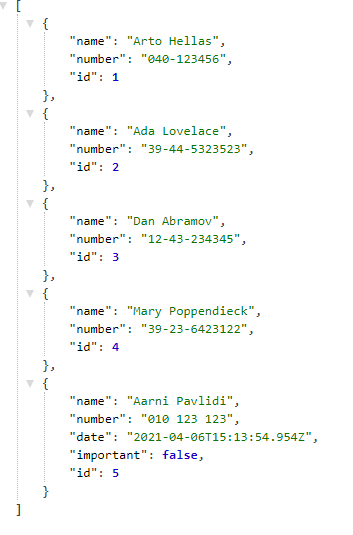 [
{
"name": "Arto Hellas",
"number": "040-123456",
"id": 1
},
{
"name": "Ada Lovelace",
"number": "39-44-5323523",
"id": 2
},
{
"name": "Dan Abramov",
"number": "12-43-234345",
"id": 3
},
{
"name": "Mary Poppendieck",
"number": "39-23-6423122",
"id": 4
},
{
"name": "Aarni Pavlidi",
"number": "010 123 123",
"date": "2021-04-06T15:13:54.954Z",
"important": false,
"id": 5
}
]